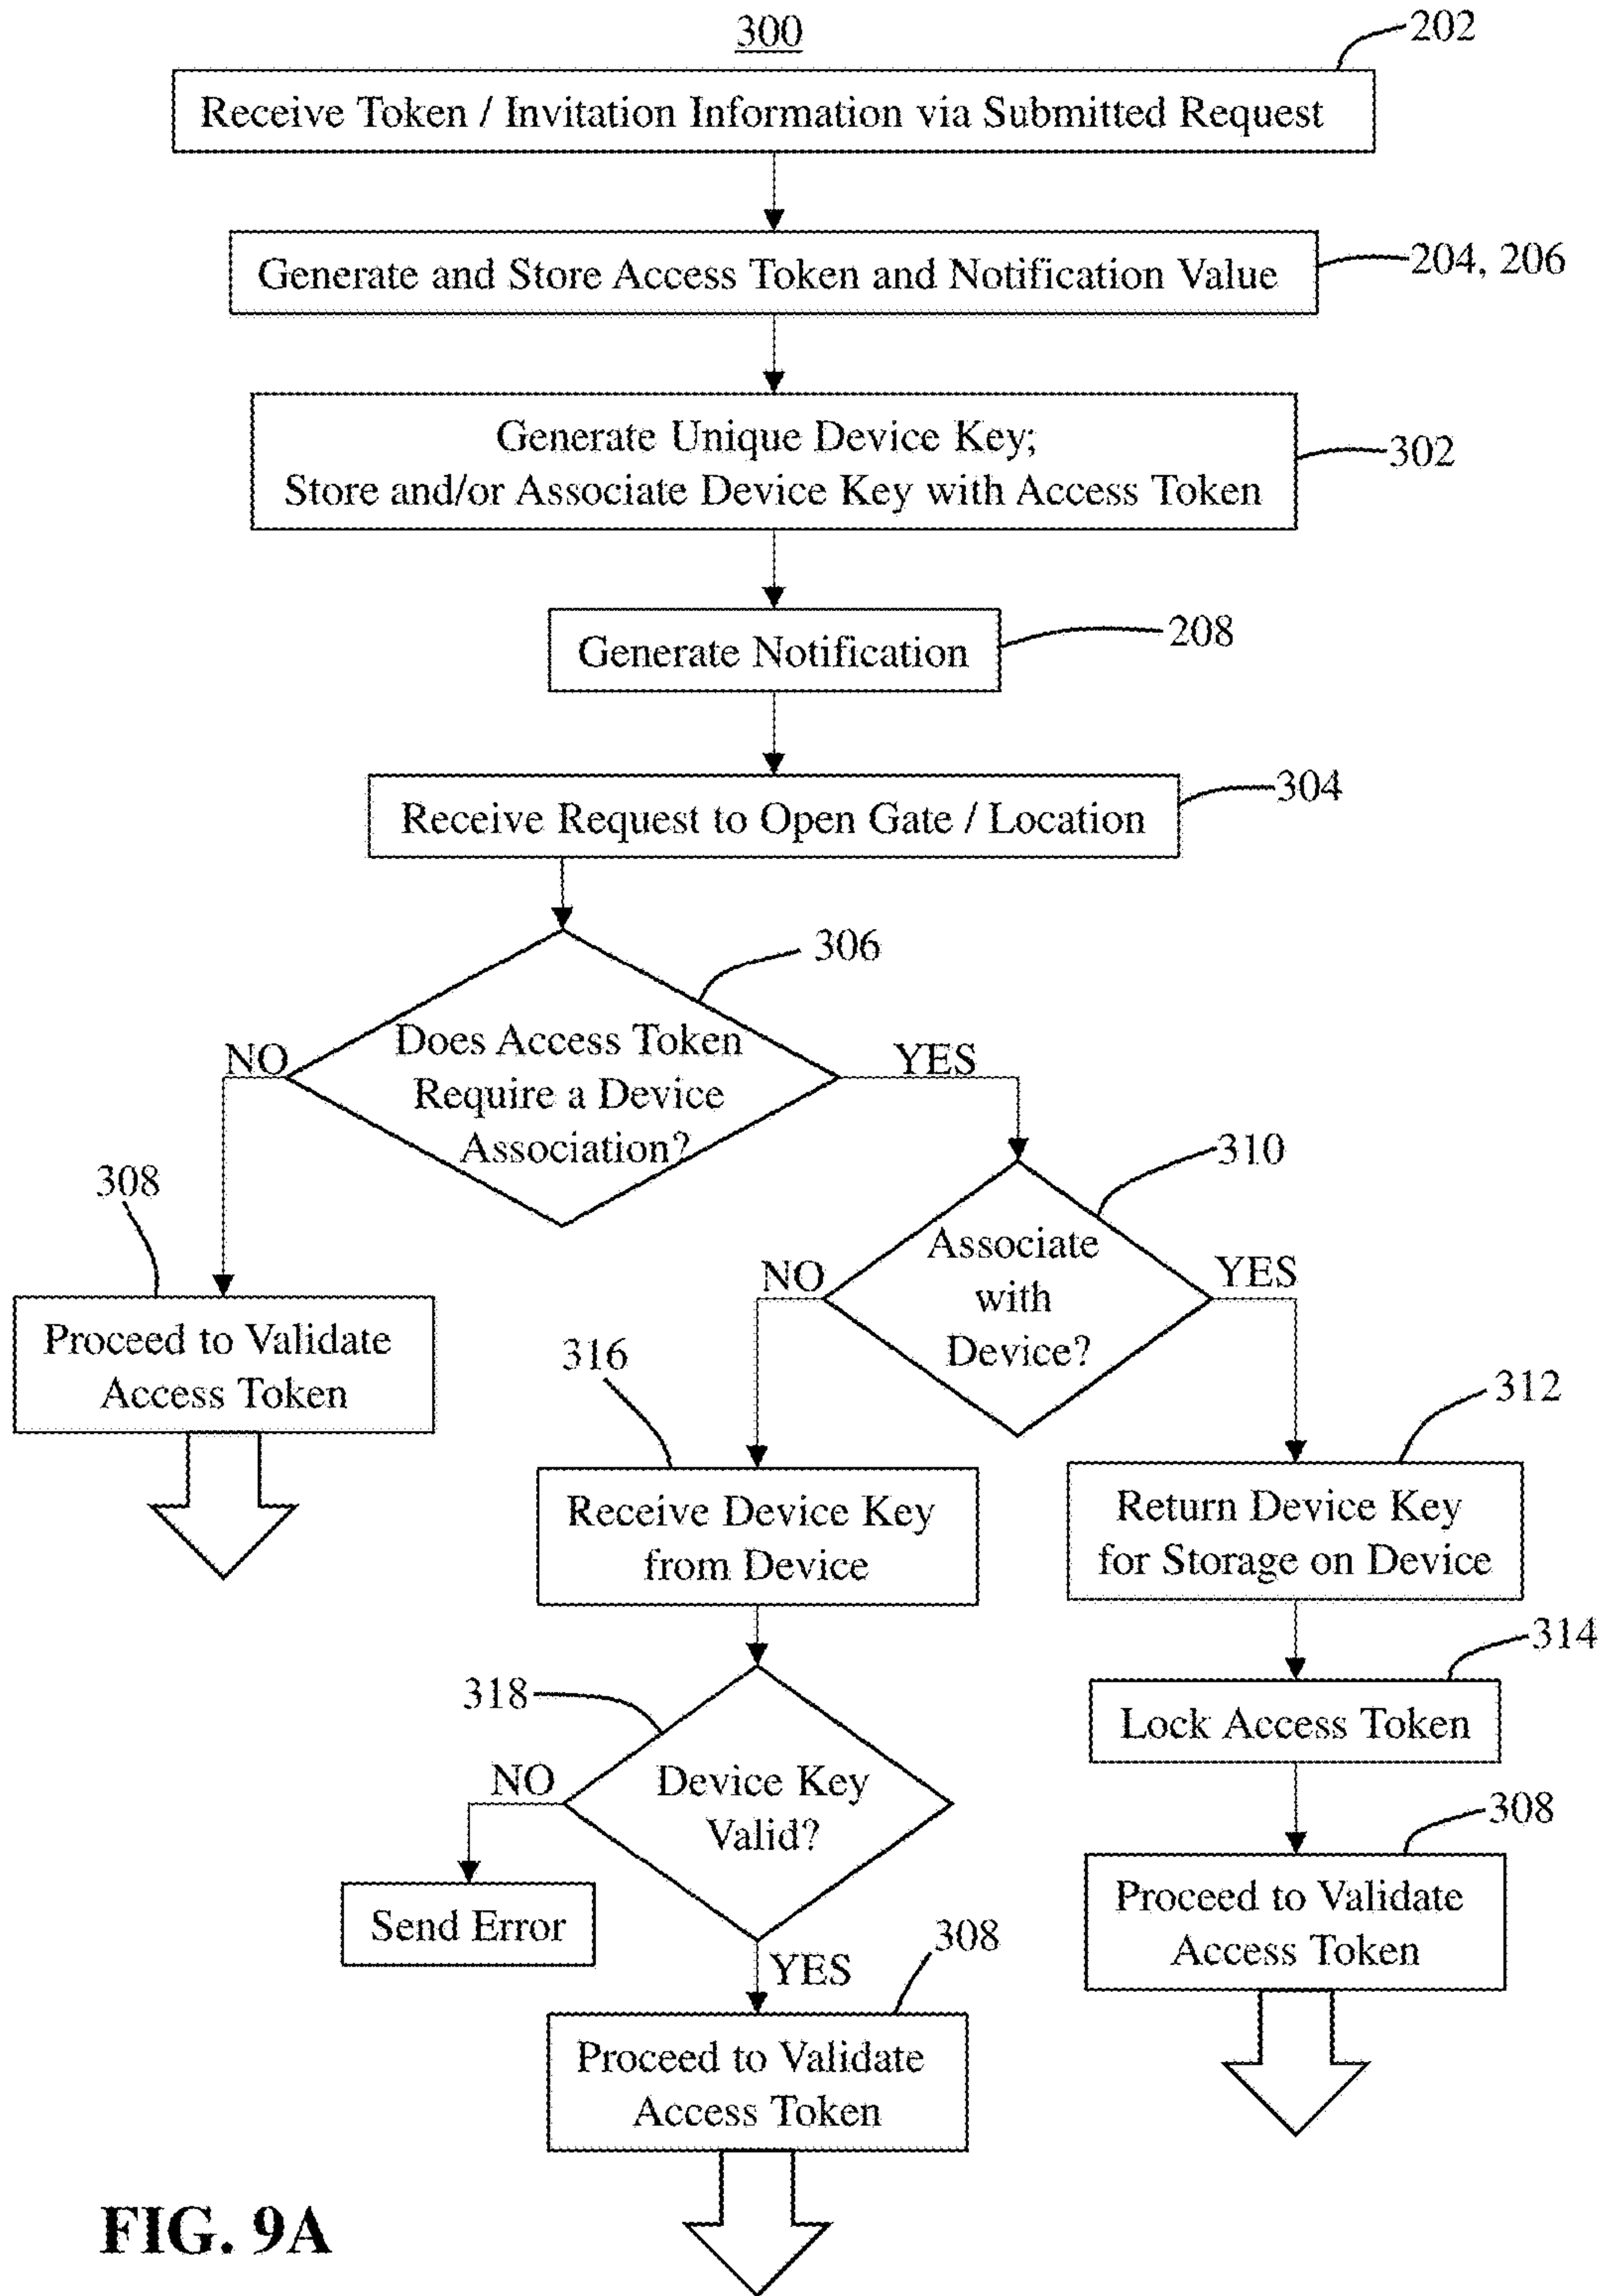 300
202
Receive Token / Invitation Information via Submitted Request
204, 206
Generate and Store Access Token and Notification Value
Generate Unique Device Key;
302
Store and/or Associate Device Key with Access Token
208
Generate Notification
304
Receive Request to Open Gate / Location
306
Does Access Token
Require a Device
Association?
NO
YES
308
Proceed to Validate
Access Token
310
Associate
with
Device?
NO
YES
316
Receive Device Key
from Device
312
Return Device Key
for Storage on Device
314
Lock Access Token
318
Device Key
Valid?
NO
Send Error
YES
308
Proceed to Validate
Access Token
308
Proceed to Validate
Access Token
FIG. 9A